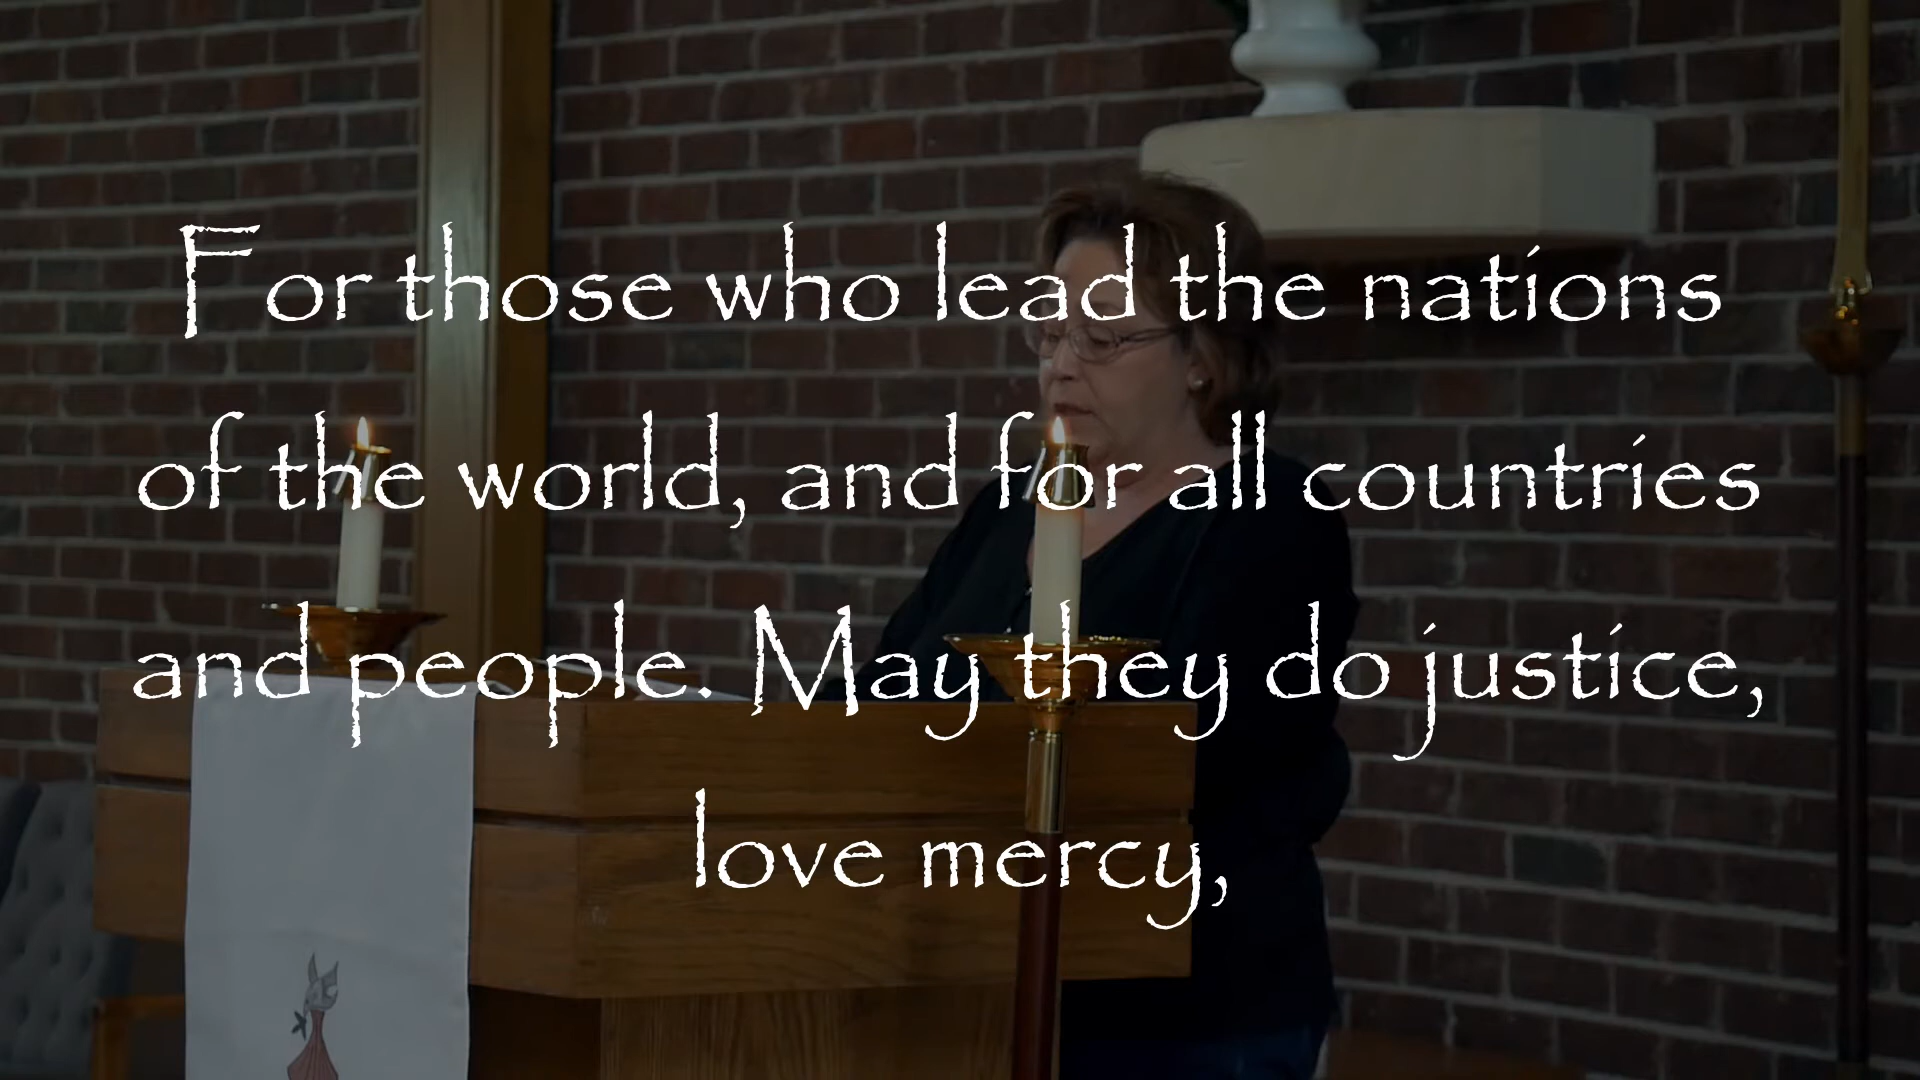 For those who lead the nations
of the world, and for all countries
and people. May they do justice,
love mercy,